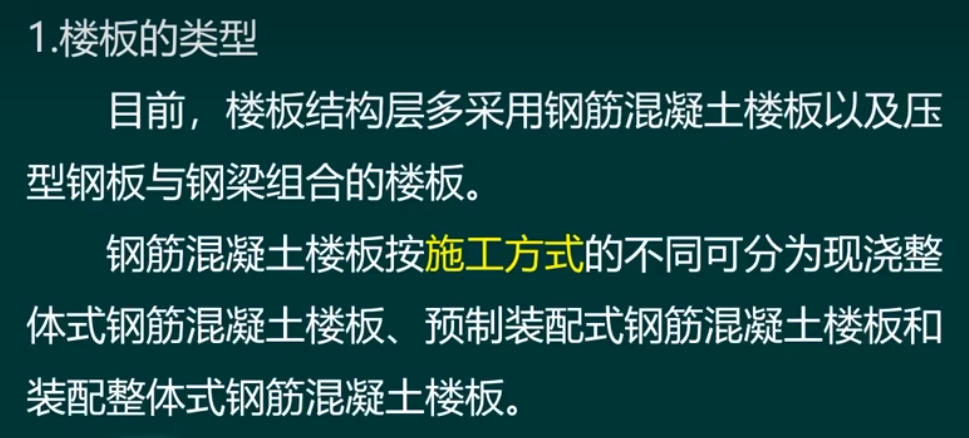 1.楼板的类型
目前，楼板结构层多采用钢筋混凝土楼板以及压
型钢板与钢梁组合的楼板。
钢筋混凝土楼板按施工方式的不同可分为现浇整
体式钢筋混凝土楼板、预制装配式钢筋混凝土楼板和
装配整体式钢筋混凝土楼板。